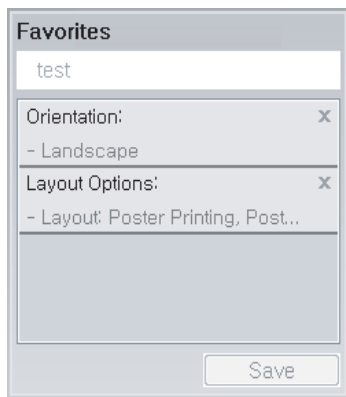 Favorites
test
Orientation: x
- Landscape
Layout Options: x
- Layout: Poster Printing, Post...
Save